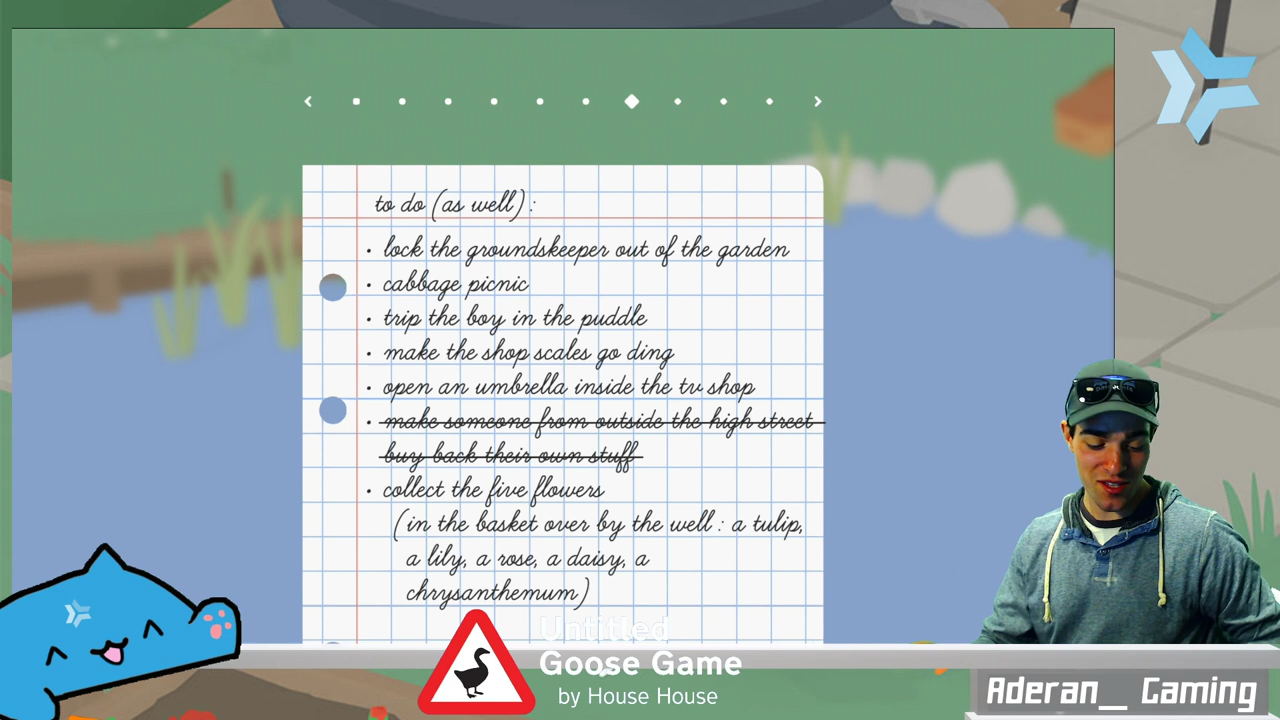 to do (as well) :
• lock the groundskeeper out of the garden
• cabbage picnic
• trip the boy in the puddle
• make the shop scales go ding
• open an umbrella inside the tv shop
• make someone from outside the high street
buy back their own stuff
• collect the five flowers
(in the basket over by the well : a tulip,
a lily, a rose, a daisy, a
chrysanthemum)
Untitled
Goose Game
by House House
Aderan_ Gaming